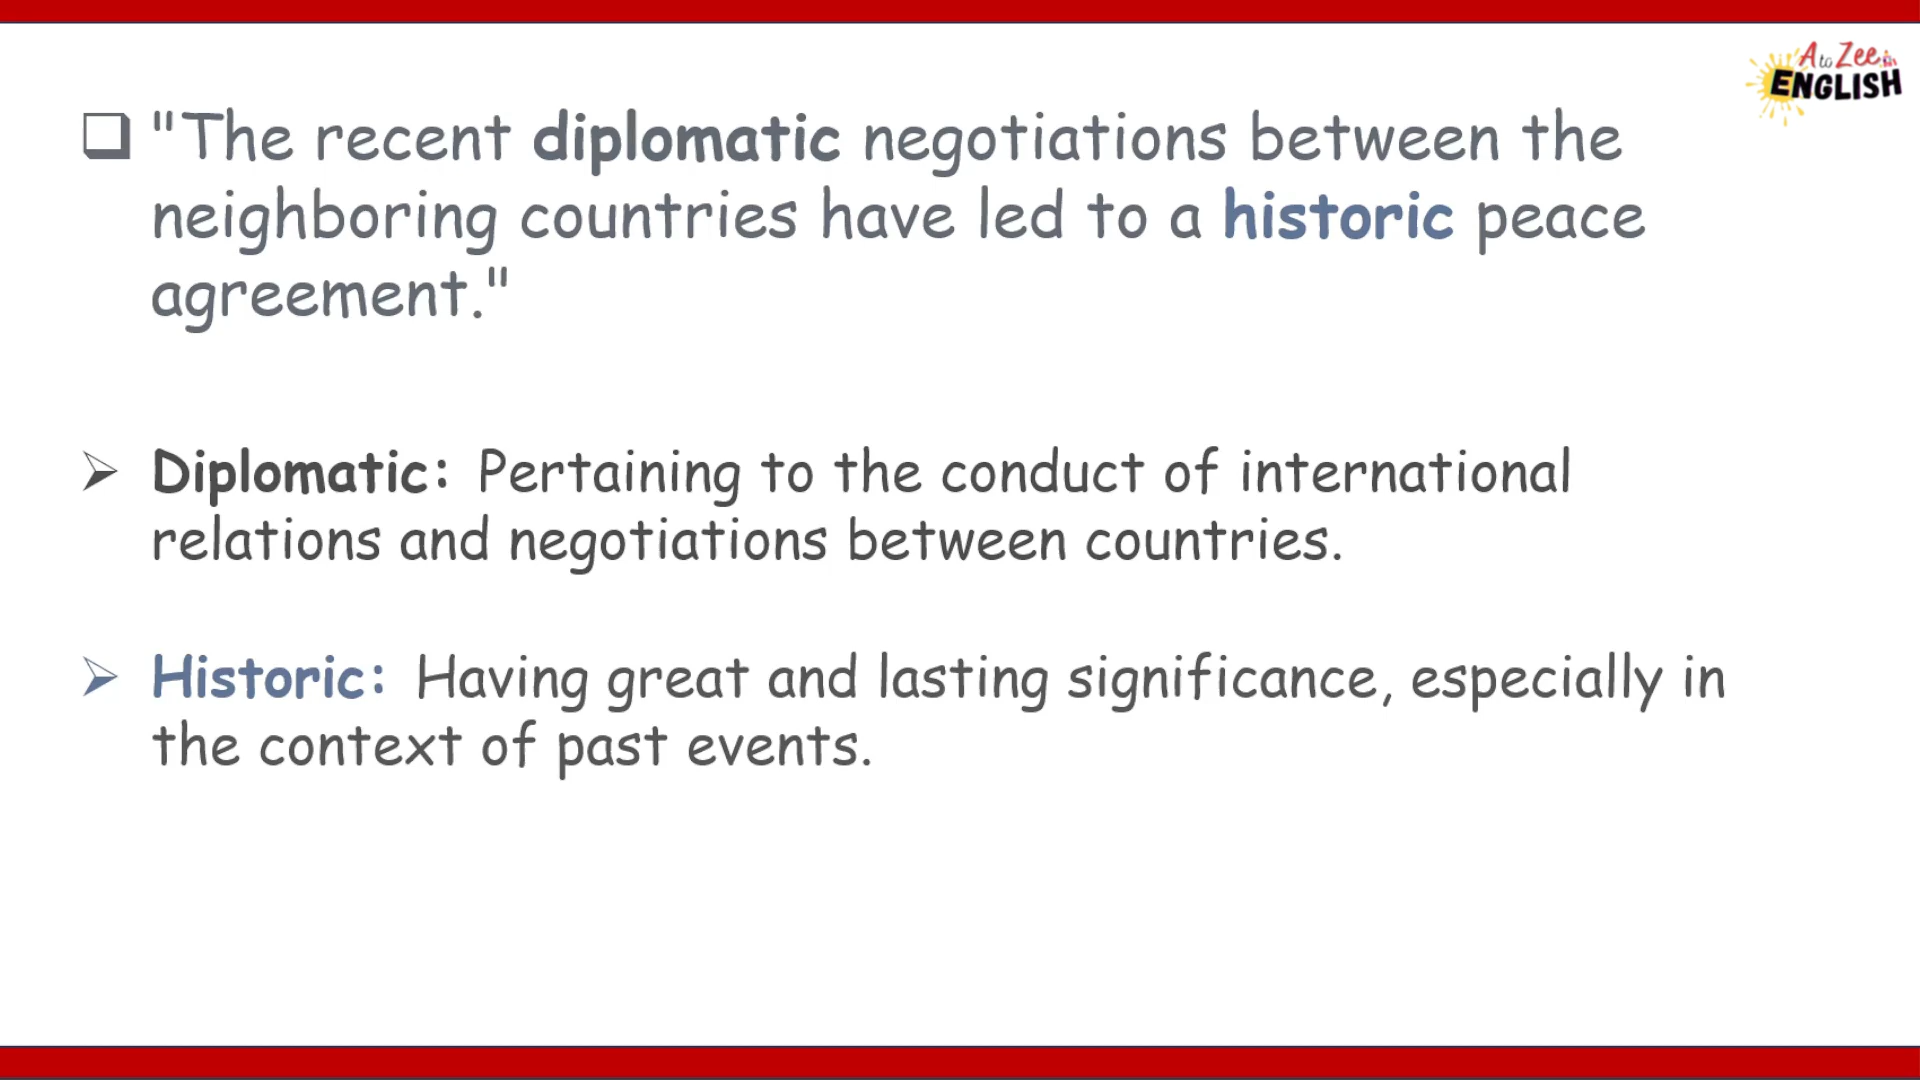 A to Zee in
ENGLISH
"The recent diplomatic negotiations between the
neighboring countries have led to a historic peace
agreement."
Diplomatic: Pertaining to the conduct of international
relations and negotiations between countries.
Historic: Having great and lasting significance, especially in
the context of past events.